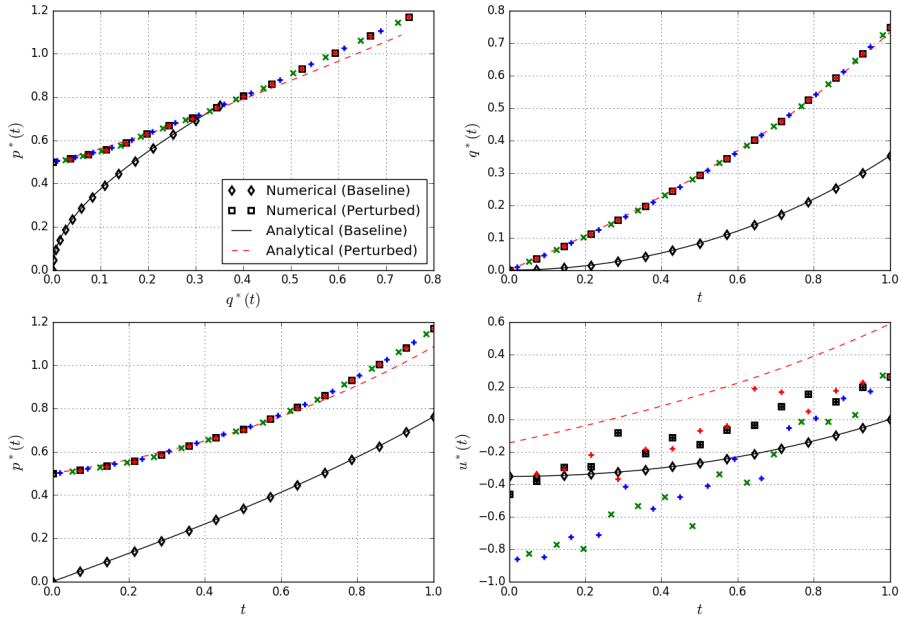 1.2
1.0
0.8
0.6
0.4
0.2
0.0
p*(t)
0.0 0.1 0.2 0.3 0.4 0.5 0.6 0.7 0.8
q*(t)
Numerical (Baseline)
Numerical (Perturbed)
Analytical (Baseline)
Analytical (Perturbed)
0.8
0.7
0.6
0.5
0.4
0.3
0.2
0.1
0.0
q*(t)
0.0 0.2 0.4 0.6 0.8 1.0
t
1.2
1.0
0.8
0.6
0.4
0.2
0.0
p*(t)
0.0 0.2 0.4 0.6 0.8 1.0
t
0.6
0.4
0.2
0.0
−0.2
−0.4
−0.6
−0.8
−1.0
u*(t)
0.0 0.2 0.4 0.6 0.8 1.0
t